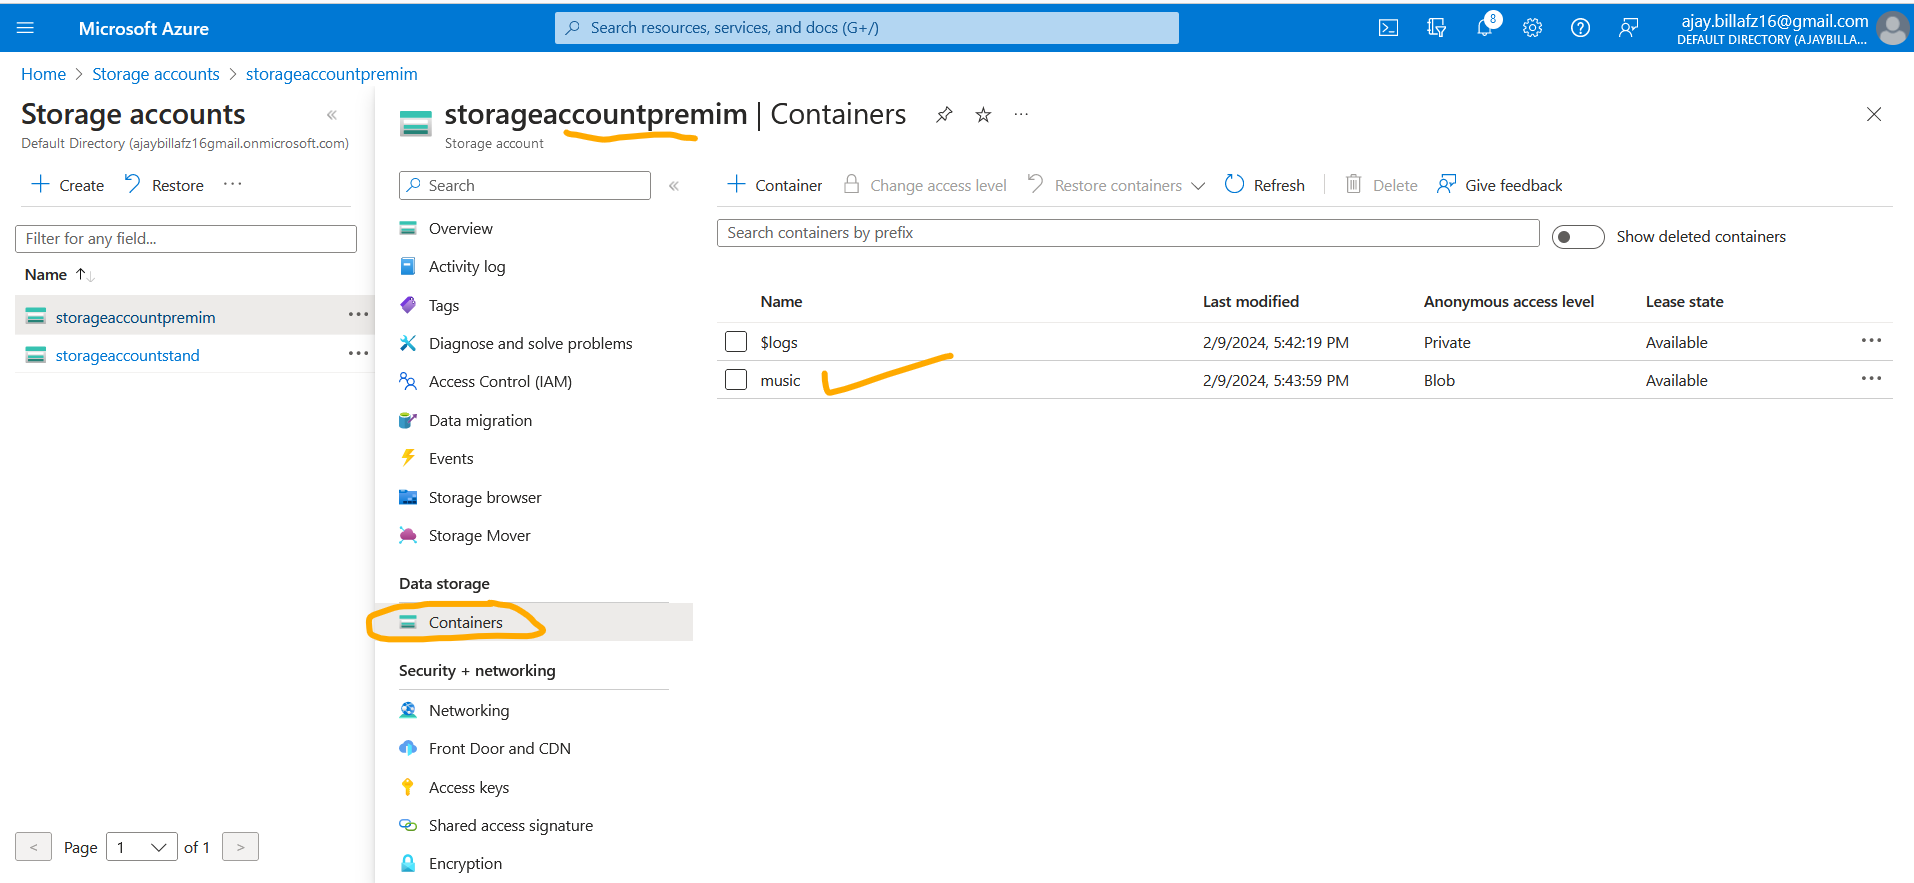 Microsoft Azure
Search resources, services, and docs (G+/)
8
ajay.billafz16@gmail.com
DEFAULT DIRECTORY (AJAYBILLA...
Home > Storage accounts > storageaccountpremim
Storage accounts
Default Directory (ajaybillafz16gmail.onmicrosoft.com)
Create
Restore
...
Filter for any field...
Name
storageaccountpremim
...
storageaccountstand
...
< Page 1 of 1 >
storageaccountpremim | Containers
...
Storage account
Search
Overview
Activity log
Tags
Diagnose and solve problems
Access Control (IAM)
Data migration
Events
Storage browser
Storage Mover
Data storage
Containers
Security + networking
Networking
Front Door and CDN
Access keys
Shared access signature
Encryption
Container
Change access level
Restore containers
Refresh
Delete
Give feedback
Search containers by prefix
Show deleted containers
Name Last modified Anonymous access level Lease state
$logs 2/9/2024, 5:42:19 PM Private Available ...
music 2/9/2024, 5:43:59 PM Blob Available ...